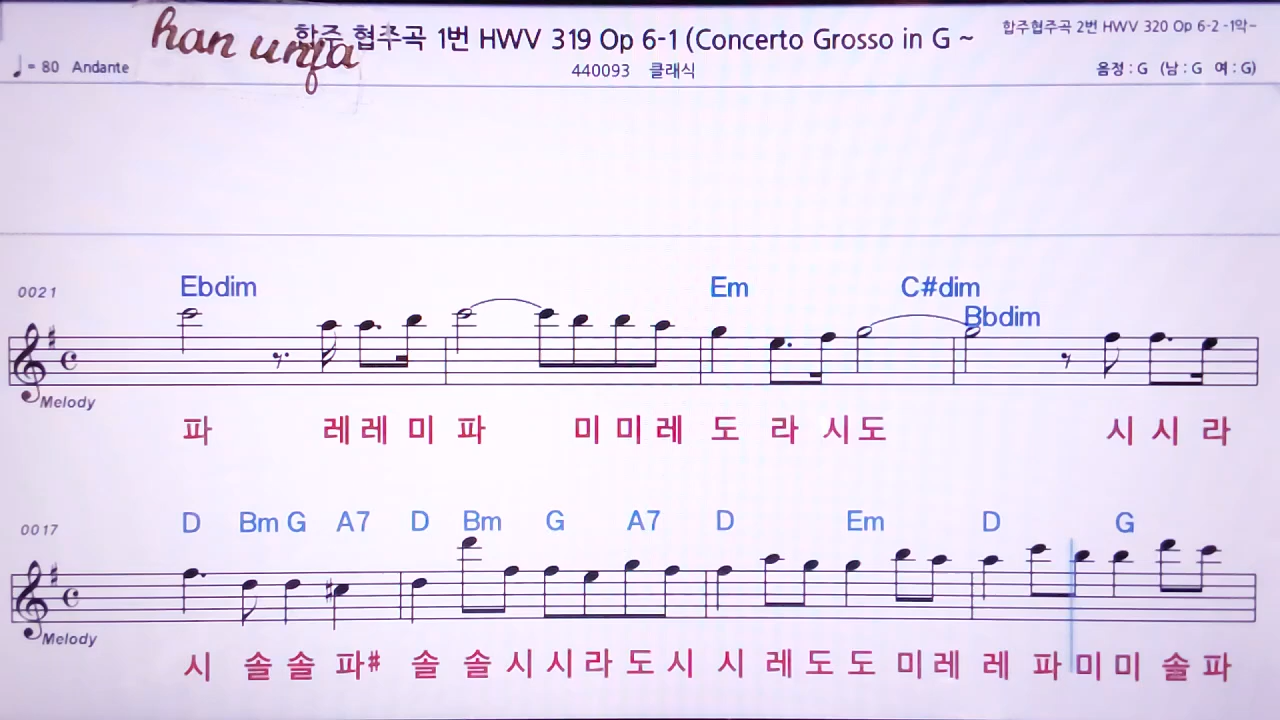 han unfa
합주 협주곡 1번 HWV 319 Op 6-1 (Concerto Grosso in G ~
합주협주곡 2번 HWV 320 Op 6-2 -1악~
♩= 80 Andante
440093 클래식
음정 : G (남 : G 여 : G)
0021
Ebdim Em C#dim Bbdim
Melody
파 레 레 미 파 미 미 레 도 라 시 도 시 시 라
0017
D Bm G A7 D Bm G A7 D Em D G
Melody
시 솔 솔 파# 솔 솔 시 시 라 도 시 시 레 도 도 미 레 레 파 미 미 솔 파